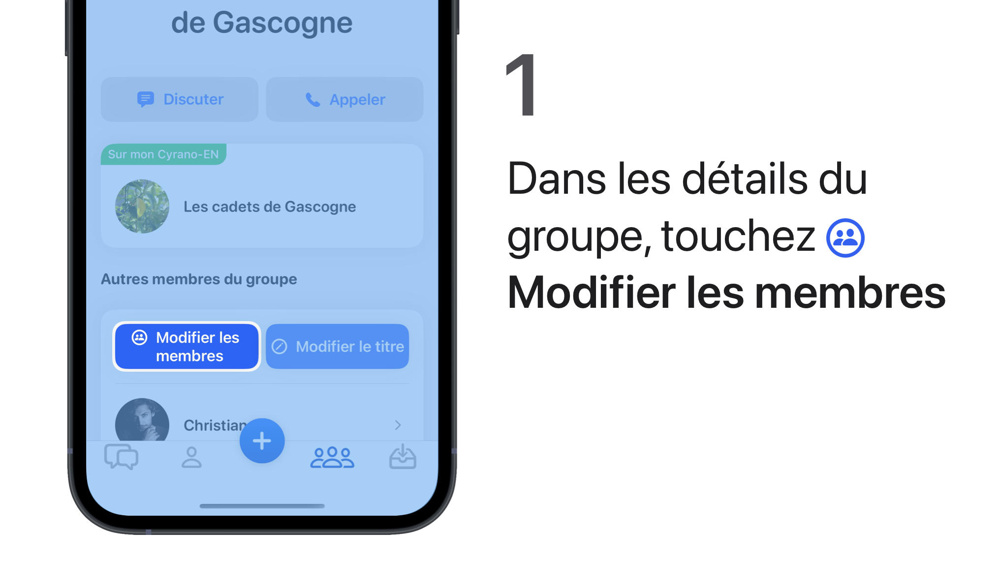 de Gascogne
Discuter
Appeler
Sur mon Cyrano-EN
Les cadets de Gascogne
Autres membres du groupe
Modifier les
membres
Modifier le titre
Christian
1
Dans les détails du
groupe, touchez
Modifier les membres